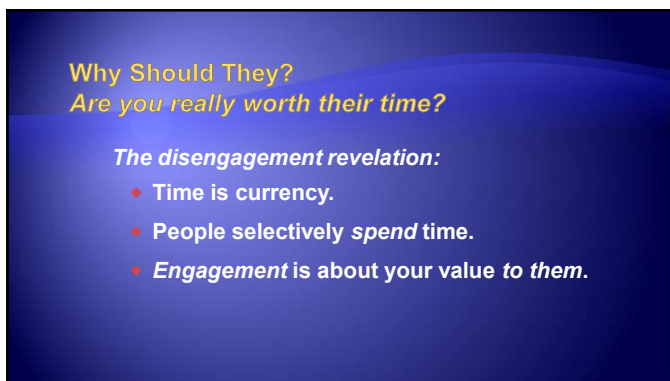 Why Should They?
Are you really worth their time?
The disengagement revelation:
Time is currency.
People selectively spend time.
Engagement is about your value to them.